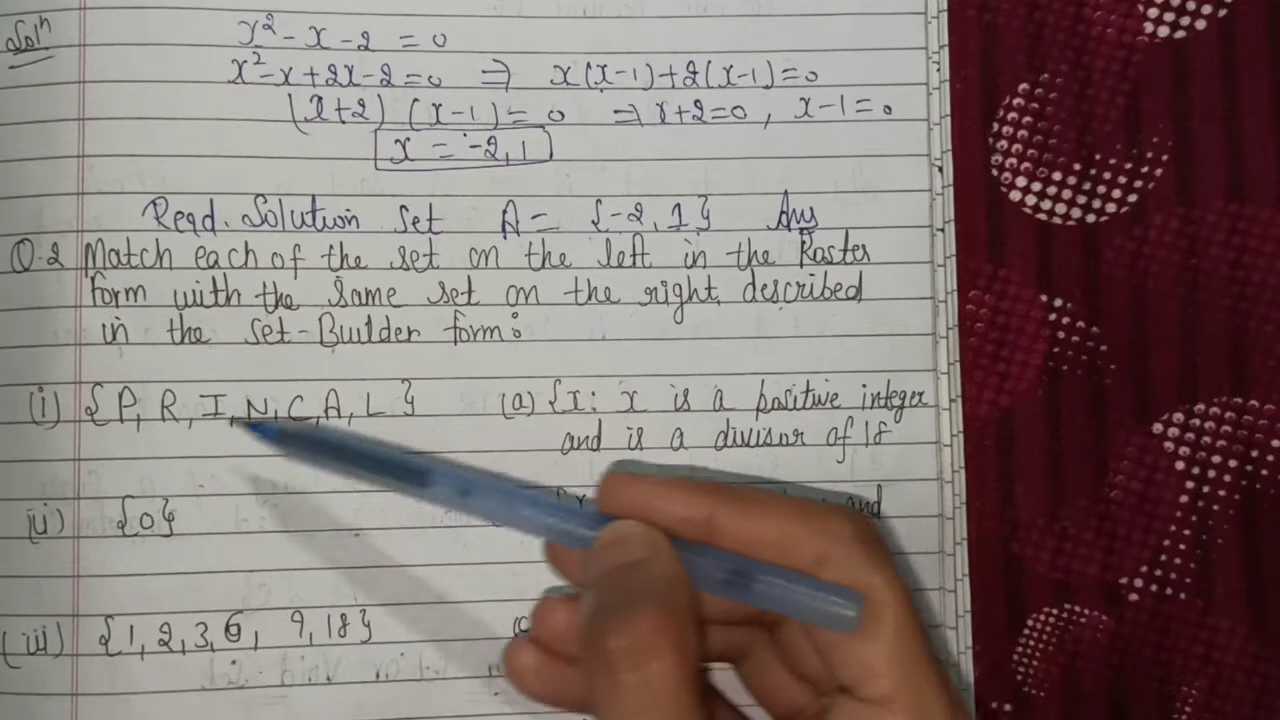 Solⁿ
x² - x - 2 = 0
x² - x + 2x - 2 = 0 ⇒ x(x-1) + 2(x-1) = 0
(x+2) (x-1) = 0 ⇒ x+2 = 0, x-1 = 0
x = -2, 1
Reqd. Solution Set A = {-2, 1} Ans
Q.2 Match each of the set on the left in the Roster
form with the same set on the right described
in the set-Builder form:
(i) {P, R, I, N, C, A, L} (a) {x: x is a positive integer
and is a divisor of 18
(ii) {0} and
(iii) {1, 2, 3, 6, 9, 18} (c